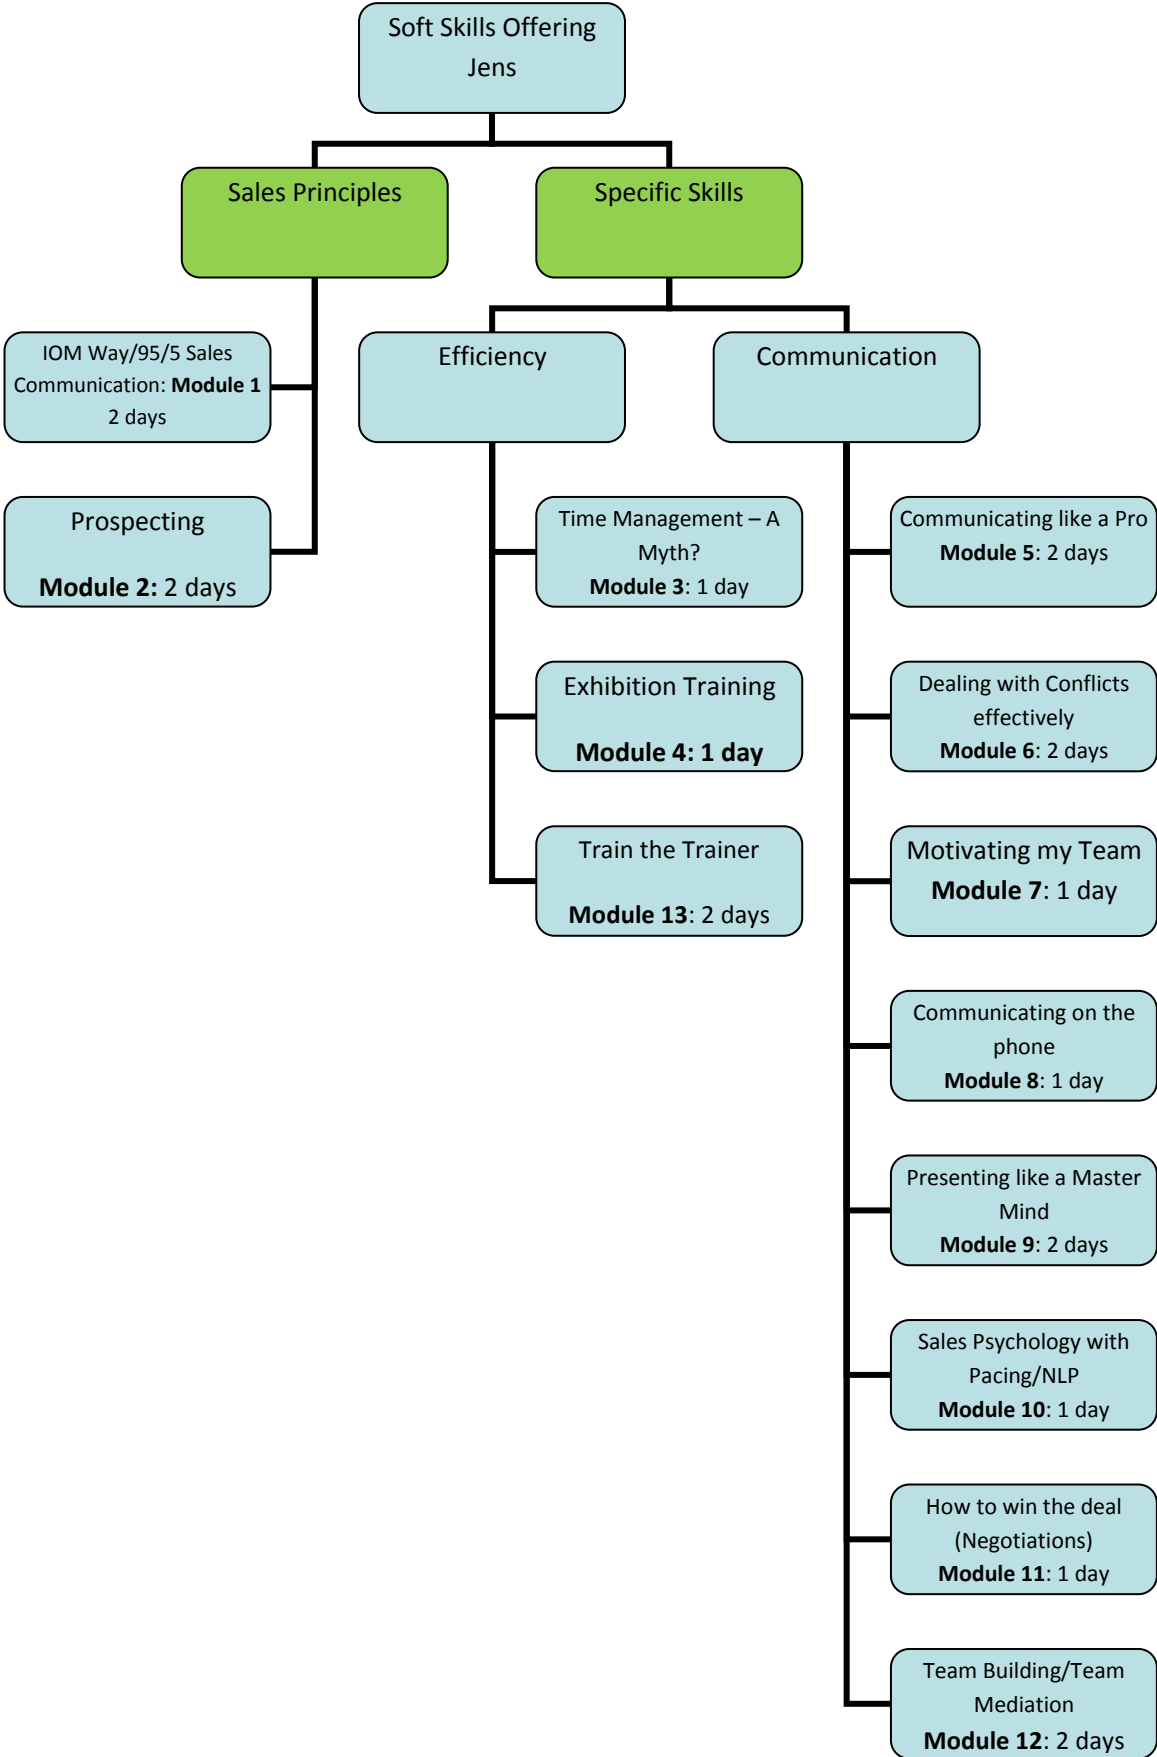 Soft Skills Offering
Jens
Sales Principles
Specific Skills
IOM Way/95/5 Sales
Communication: Module 1
2 days
Efficiency
Communication
Prospecting
Module 2: 2 days
Time Management – A
Myth?
Module 3: 1 day
Communicating like a Pro
Module 5: 2 days
Exhibition Training
Module 4: 1 day
Dealing with Conflicts
effectively
Module 6: 2 days
Train the Trainer
Module 13: 2 days
Motivating my Team
Module 7: 1 day
Communicating on the
phone
Module 8: 1 day
Presenting like a Master
Mind
Module 9: 2 days
Sales Psychology with
Pacing/NLP
Module 10: 1 day
How to win the deal
(Negotiations)
Module 11: 1 day
Team Building/Team
Mediation
Module 12: 2 days